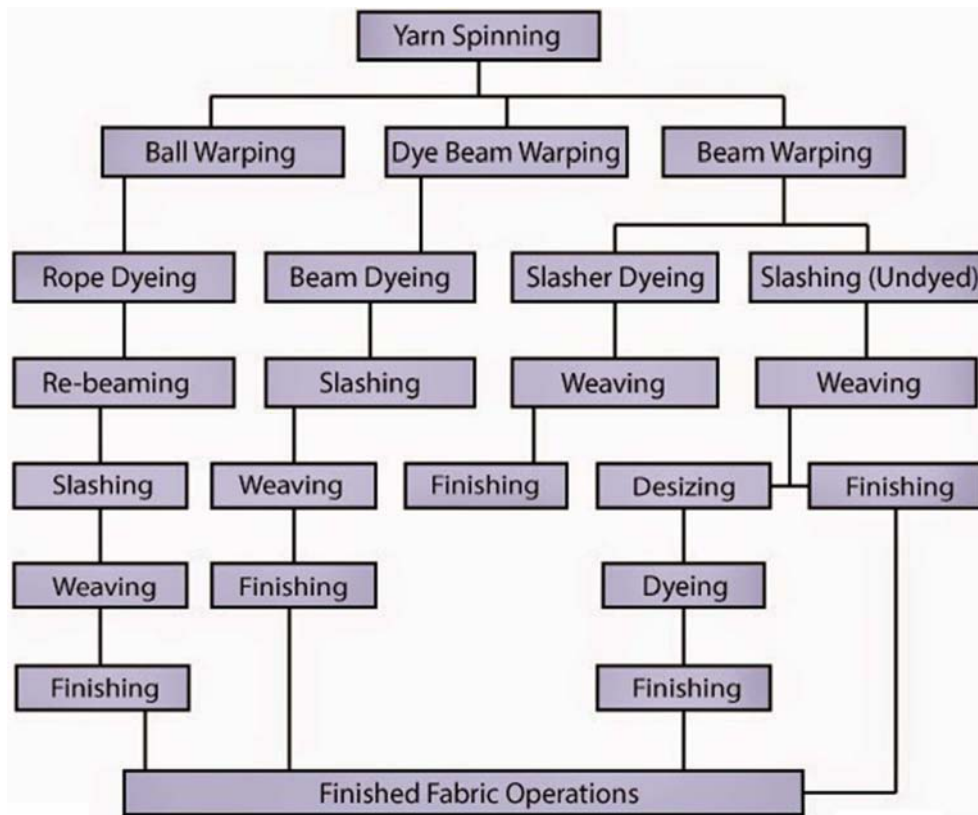 Yarn Spinning
Ball Warping
Dye Beam Warping
Beam Warping
Rope Dyeing
Beam Dyeing
Slasher Dyeing
Slashing (Undyed)
Re-beaming
Slashing
Weaving
Weaving
Slashing
Weaving
Finishing
Desizing
Finishing
Weaving
Finishing
Dyeing
Finishing
Finishing
Finished Fabric Operations